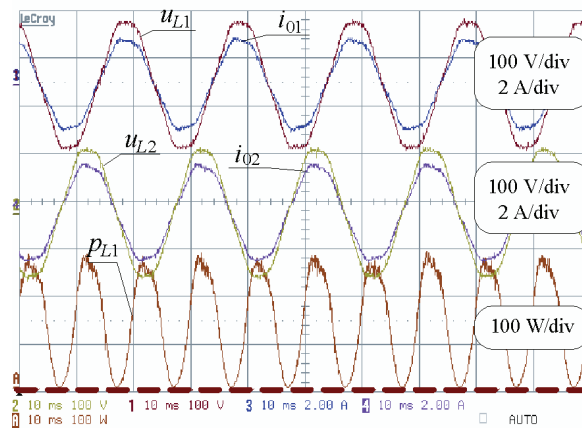 LeCroy
u_L1
i_01
100 V/div
2 A/div
u_L2
i_02
100 V/div
2 A/div
p_L1
100 W/div
A
2 10 ms 100 V 1 10 ms 100 V 3 10 ms 2.00 A 4 10 ms 2.00 A
A 10 ms 100 W
AUTO